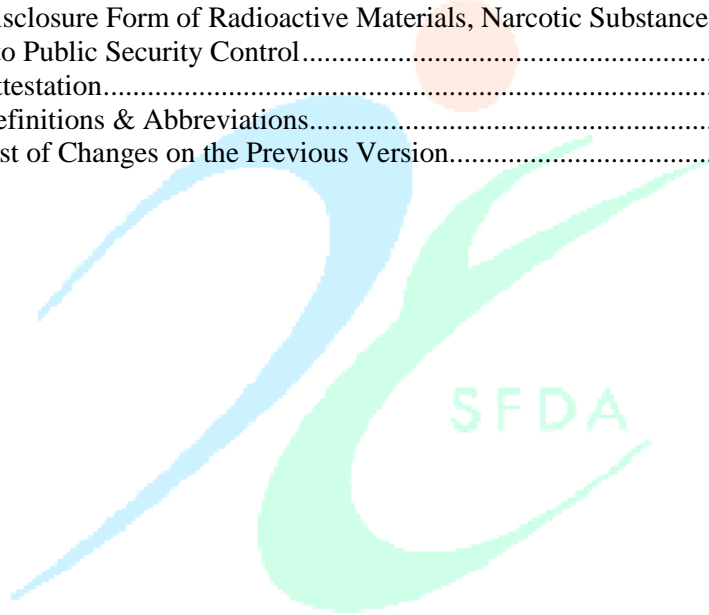 isclosure Form of Radioactive Materials, Narcotic Substance
to Public Security Control
ttestation
efinitions & Abbreviations
st of Changes on the Previous Version
SFDA